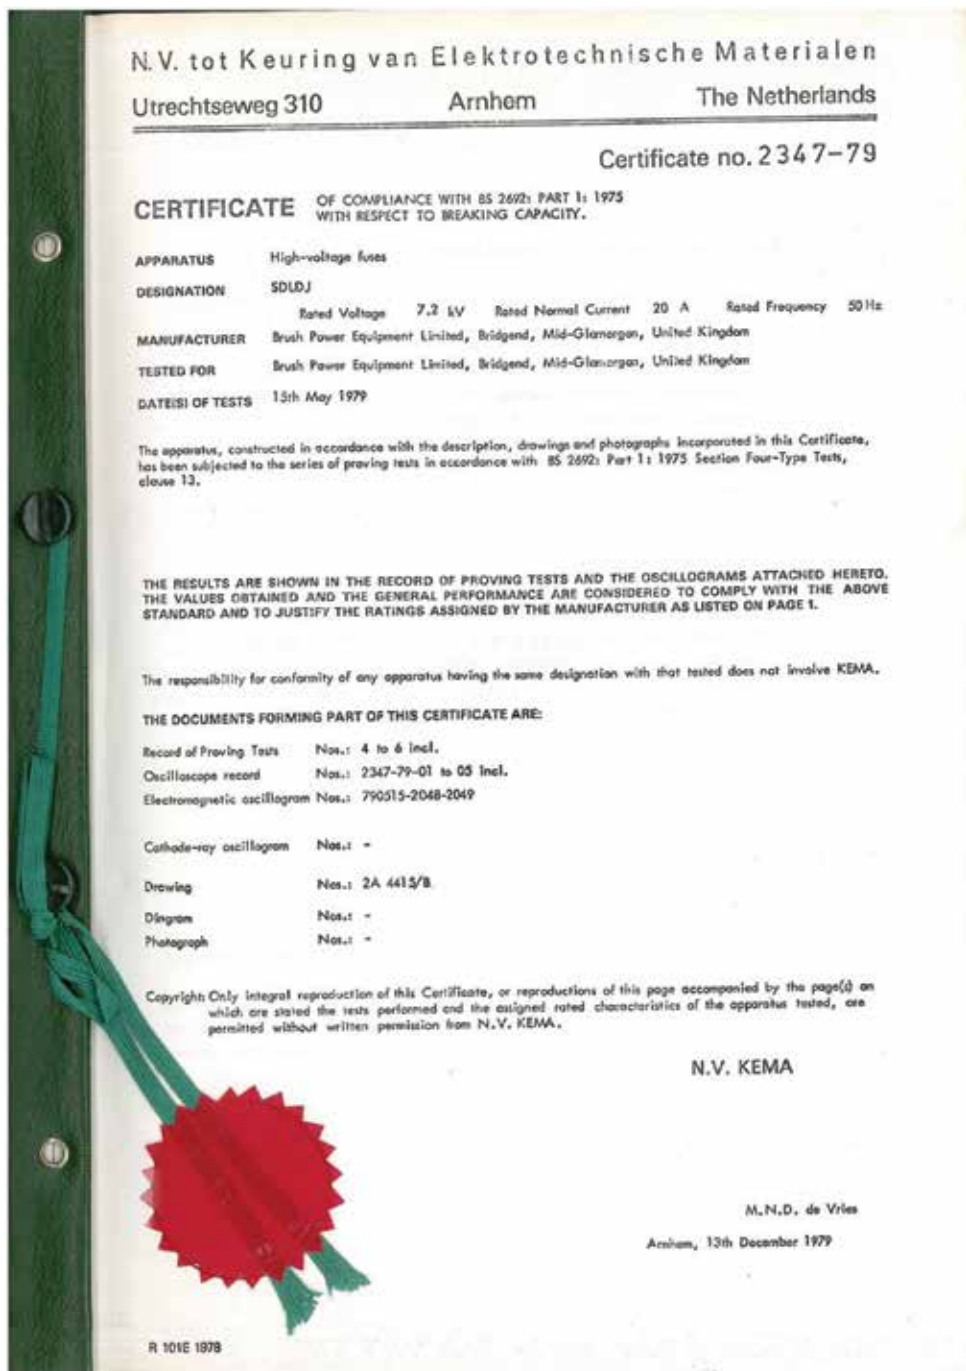 N.V. tot Keuring van Elektrotechnische Materialen
Utrechtseweg 310 Arnhem The Netherlands
Certificate no. 2347-79
CERTIFICATE OF COMPLIANCE WITH BS 2692: PART 1: 1975
WITH RESPECT TO BREAKING CAPACITY.
APPARATUS High-voltage fuses
DESIGNATION SDLDJ
Rated Voltage 7.2 kV Rated Normal Current 20 A Rated Frequency 50 Hz
MANUFACTURER Brush Power Equipment Limited, Bridgend, Mid-Glamorgan, United Kingdom
TESTED FOR Brush Power Equipment Limited, Bridgend, Mid-Glamorgan, United Kingdom
DATE(S) OF TESTS 15th May 1979
The apparatus, constructed in accordance with the description, drawings and photographs incorporated in this Certificate,
has been subjected to the series of proving tests in accordance with BS 2692: Part 1: 1975 Section Four-Type Tests,
clause 13.
THE RESULTS ARE SHOWN IN THE RECORD OF PROVING TESTS AND THE OSCILLOGRAMS ATTACHED HERETO.
THE VALUES OBTAINED AND THE GENERAL PERFORMANCE ARE CONSIDERED TO COMPLY WITH THE ABOVE
STANDARD AND TO JUSTIFY THE RATINGS ASSIGNED BY THE MANUFACTURER AS LISTED ON PAGE 1.
The responsibility for conformity of any apparatus having the same designation with that tested does not involve KEMA.
THE DOCUMENTS FORMING PART OF THIS CERTIFICATE ARE:
Record of Proving Tests Nos.: 4 to 6 incl.
Oscilloscope record Nos.: 2347-79-01 to 05 incl.
Electromagnetic oscillogram Nos.: 790515-2048-2049
Cathode-ray oscillogram Nos.: -
Drawing Nos.: 2A 4415/B
Diagram Nos.: -
Photograph Nos.: -
Copyright: Only integral reproduction of this Certificate, or reproductions of this page accompanied by the page(s) on
which are stated the tests performed and the assigned rated characteristics of the apparatus tested, are
permitted without written permission from N.V. KEMA.
N.V. KEMA
M.N.D. de Vries
Arnhem, 13th December 1979
R 101E 1978